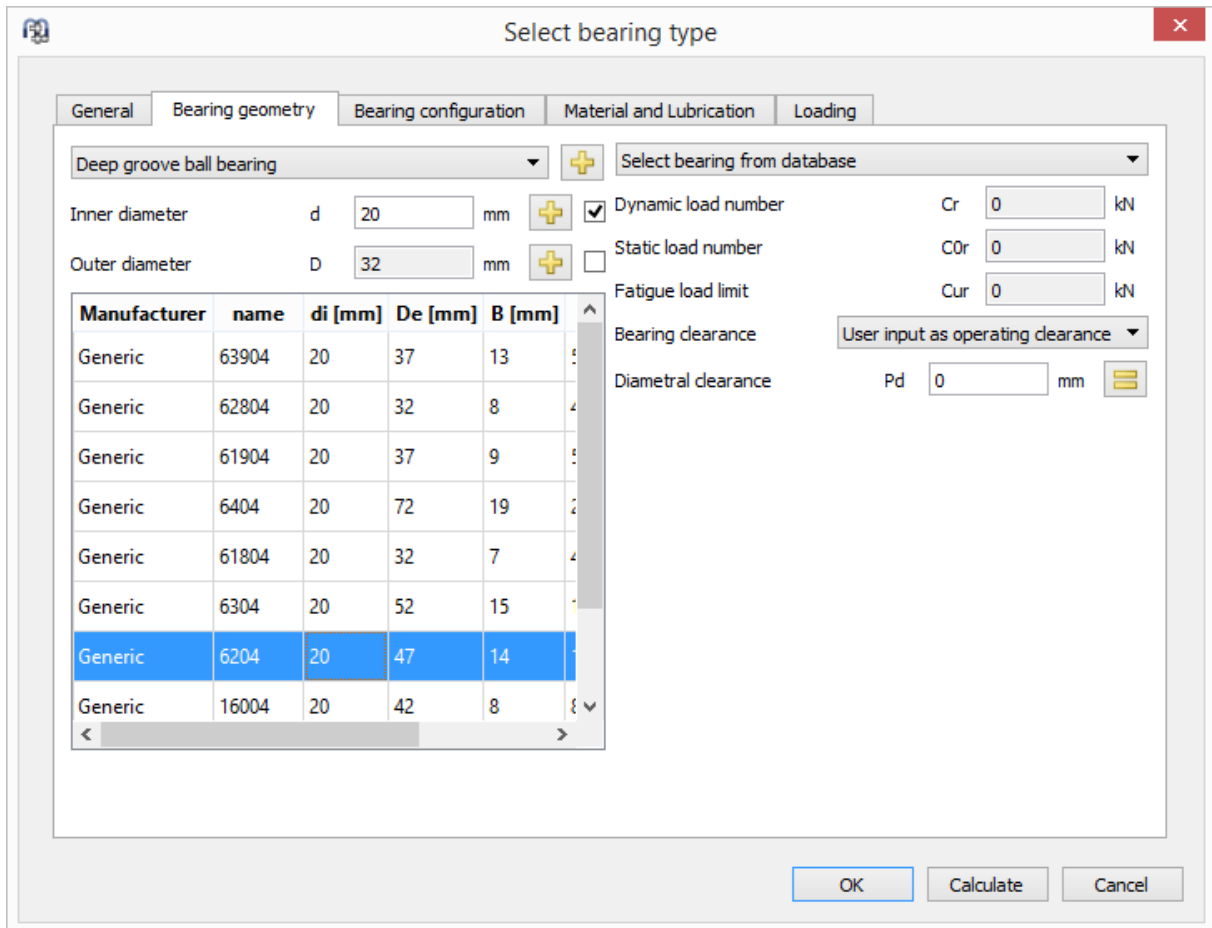 Select bearing type
General Bearing geometry Bearing configuration Material and Lubrication Loading
Deep groove ball bearing
Select bearing from database
Inner diameter d 20 mm
Dynamic load number Cr 0 kN
Outer diameter D 32 mm
Static load number C0r 0 kN
Fatigue load limit Cur 0 kN
Bearing clearance User input as operating clearance
Diametral clearance Pd 0 mm
Manufacturer name di [mm] De [mm] B [mm]
Generic 63904 20 37 13
Generic 62804 20 32 8
Generic 61904 20 37 9
Generic 6404 20 72 19
Generic 61804 20 32 7
Generic 6304 20 52 15
Generic 6204 20 47 14
Generic 16004 20 42 8
OK Calculate Cancel